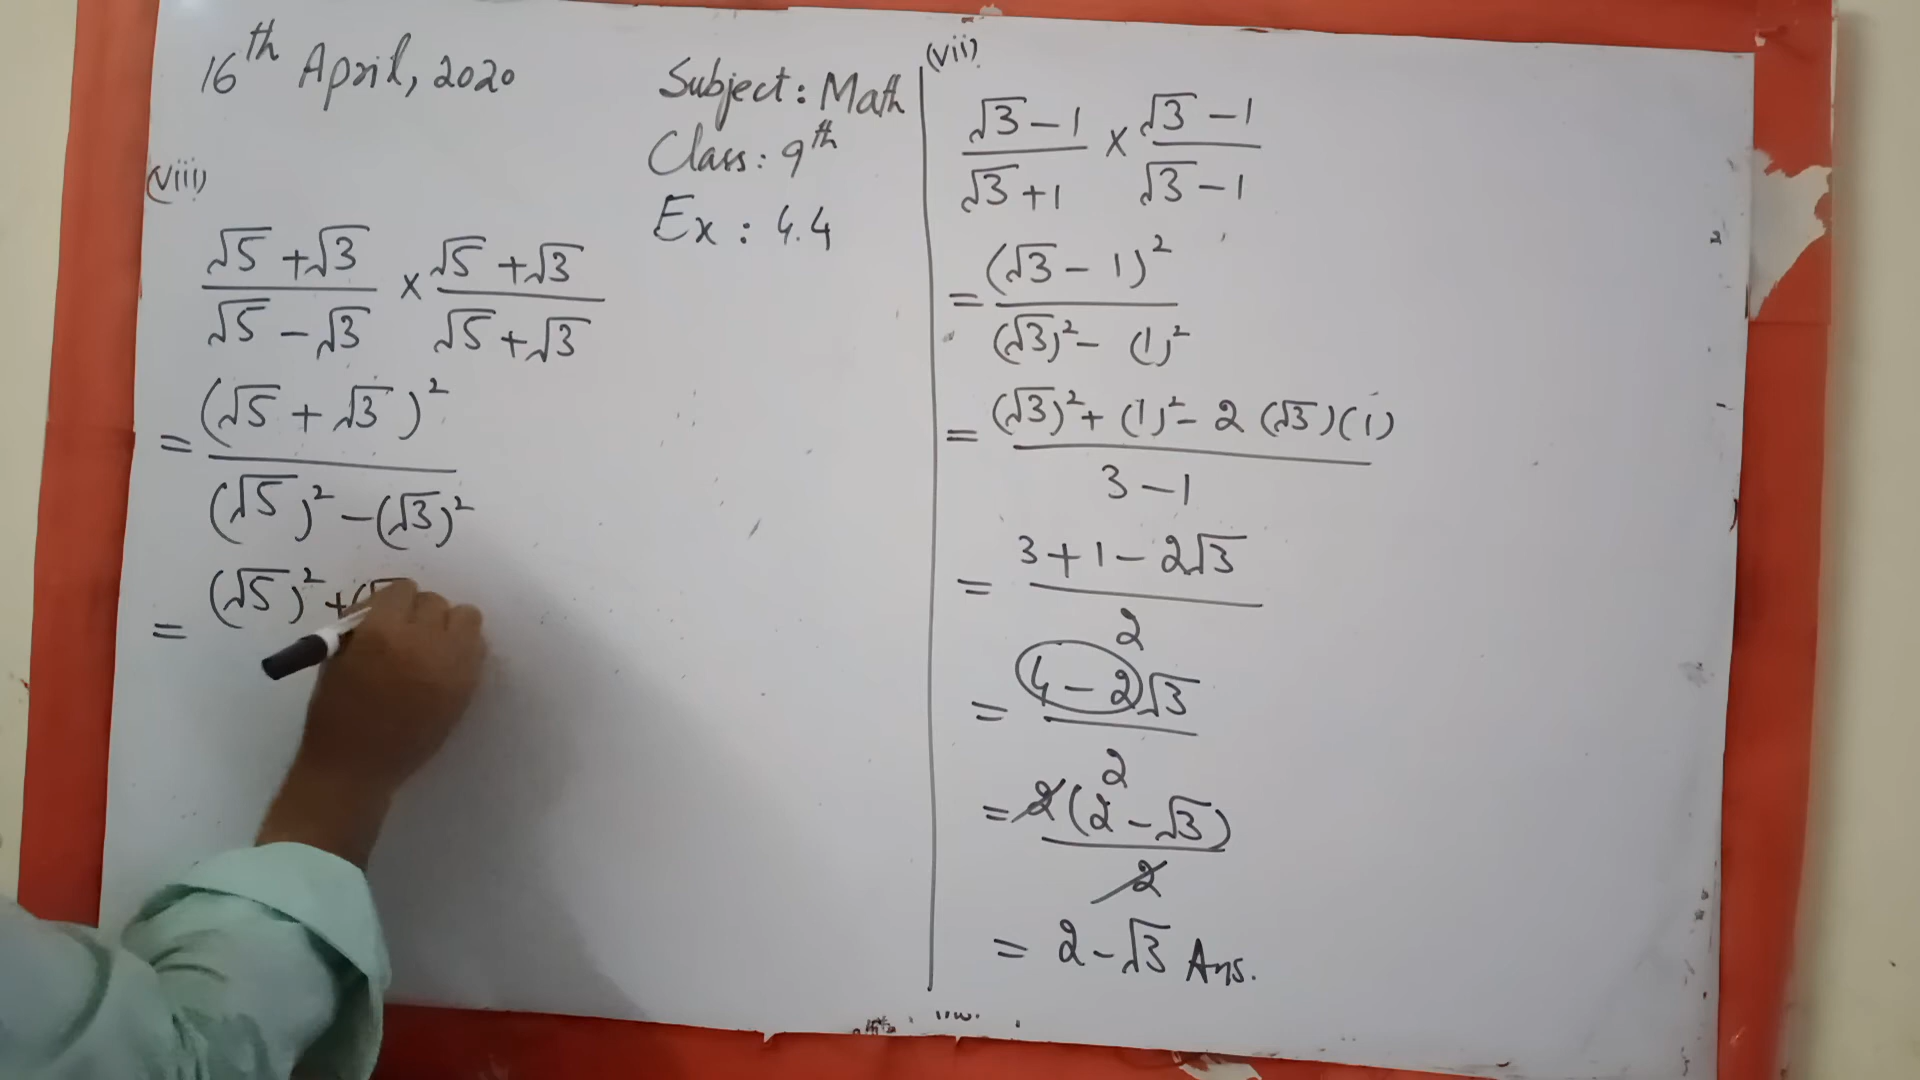 16th April, 2020
Subject: Math
Class: 9th
Ex: 4.4
(viii)
√5 + √3 / √5 - √3 × √5 + √3 / √5 + √3
= (√5 + √3)² / (√5)² - (√3)²
= (√5)² + (√
(vii)
√3 - 1 / √3 + 1 × √3 - 1 / √3 - 1
= (√3 - 1)² / (√3)² - (1)²
= (√3)² + (1)² - 2 (√3)(1) / 3 - 1
= 3 + 1 - 2√3 / 2
= 4 - 2√3 / 2
= 2(2 - √3) / 2
= 2 - √3 Ans.